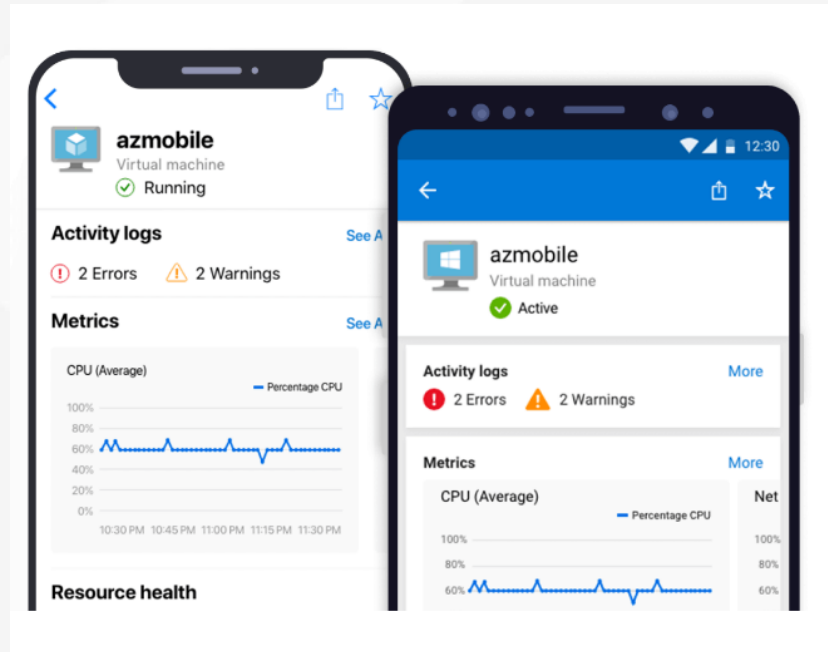 azmobile
Virtual machine
Running
Activity logs
See A
2 Errors 2 Warnings
Metrics
See A
CPU (Average)
Percentage CPU
100%
80%
60%
40%
20%
0%
10:30 PM 10:45 PM 11:00 PM 11:15 PM 11:30 PM
Resource health
12:30
azmobile
Virtual machine
Active
Activity logs
More
2 Errors 2 Warnings
Metrics
More
CPU (Average)
Percentage CPU
100%
80%
60%
Net
100%
80%
60%